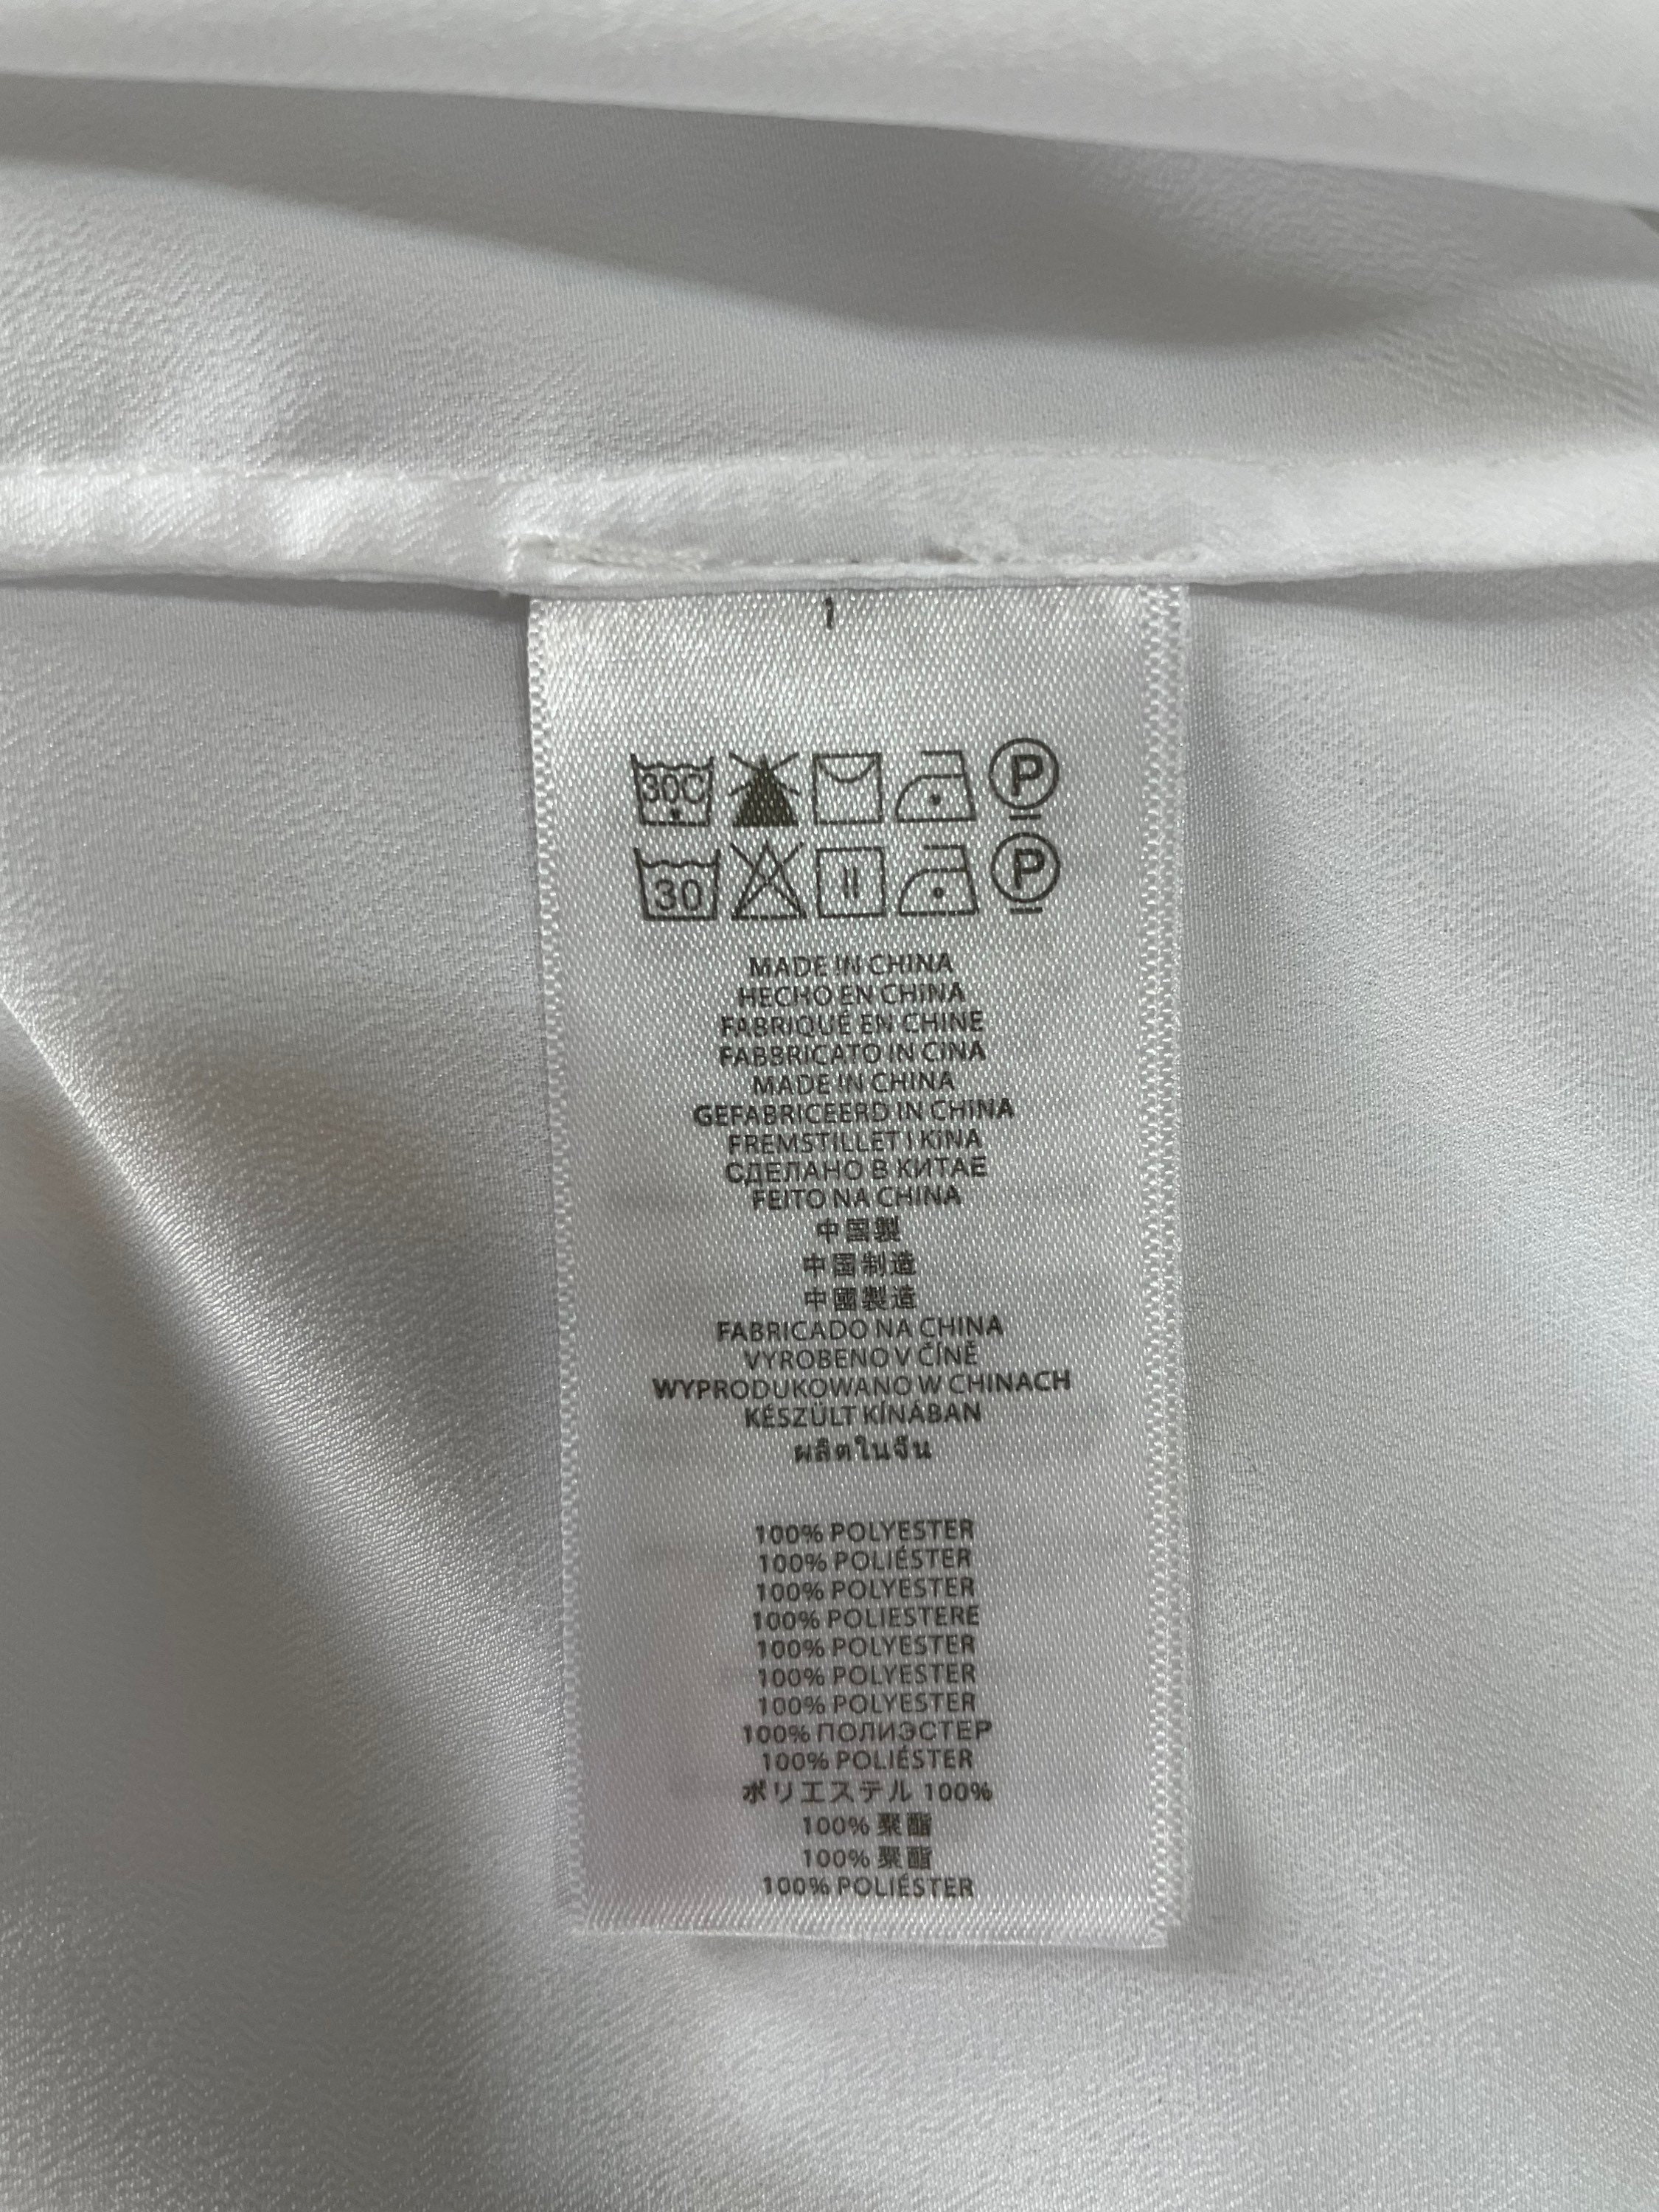 30C P
30 P
MADE IN CHINA
HECHO EN CHINA
FABRIQUÉ EN CHINE
FABBRICATO IN CINA
MADE IN CHINA
GEFABRICEERD IN CHINA
FREMSTILLET I KINA
СДЕЛАНО В КИТАЕ
FEITO NA CHINA
中国製
中国制造
中國製造
FABRICADO NA CHINA
VYROBENO V ČÍNĚ
WYPRODUKOWANO W CHINACH
KÉSZÜLT KÍNÁBAN
ผลิตในจีน
100% POLYESTER
100% POLIÉSTER
100% POLYESTER
100% POLIESTERE
100% POLYESTER
100% POLYESTER
100% POLYESTER
100% ПОЛИЭСТЕР
100% POLIÉSTER
ポリエステル 100%
100% 聚酯
100% 聚酯
100% POLIÉSTER